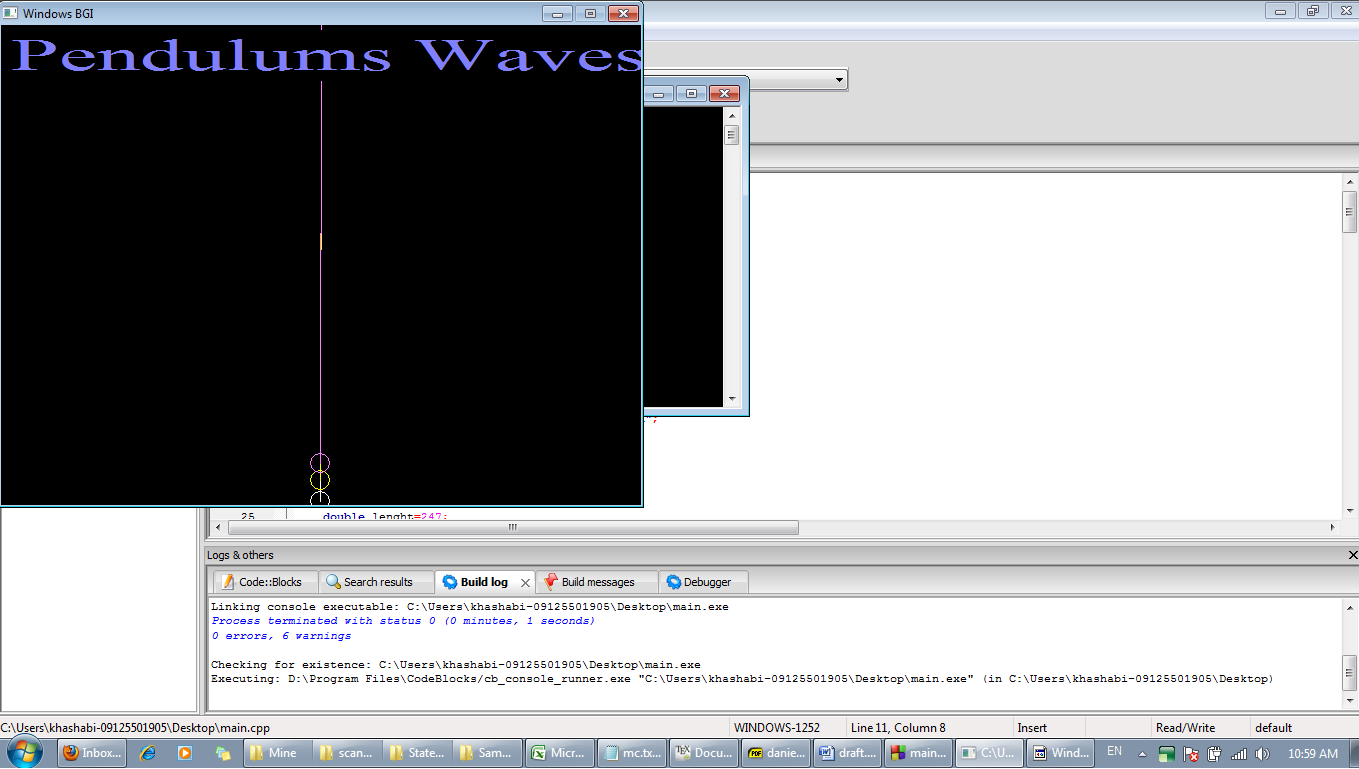 Windows BGI
Pendulums Waves
";
25 double lenght=247;
Logs & others
Code::Blocks Search results Build log Build messages Debugger
Linking console executable: C:\Users\khashabi-09125501905\Desktop\main.exe
Process terminated with status 0 (0 minutes, 1 seconds)
0 errors, 6 warnings
Checking for existence: C:\Users\khashabi-09125501905\Desktop\main.exe
Executing: D:\Program Files\CodeBlocks/cb_console_runner.exe "C:\Users\khashabi-09125501905\Desktop\main.exe" (in C:\Users\khashabi-09125501905\Desktop)
C:\Users\khashabi-09125501905\Desktop\main.cpp WINDOWS-1252 Line 11, Column 8 Insert Read/Write default
Inbox... Mine scan... State... Sam... Micr... mc.tx... Docu... danie... draft.... main... C:\U... Wind... EN 10:59 AM